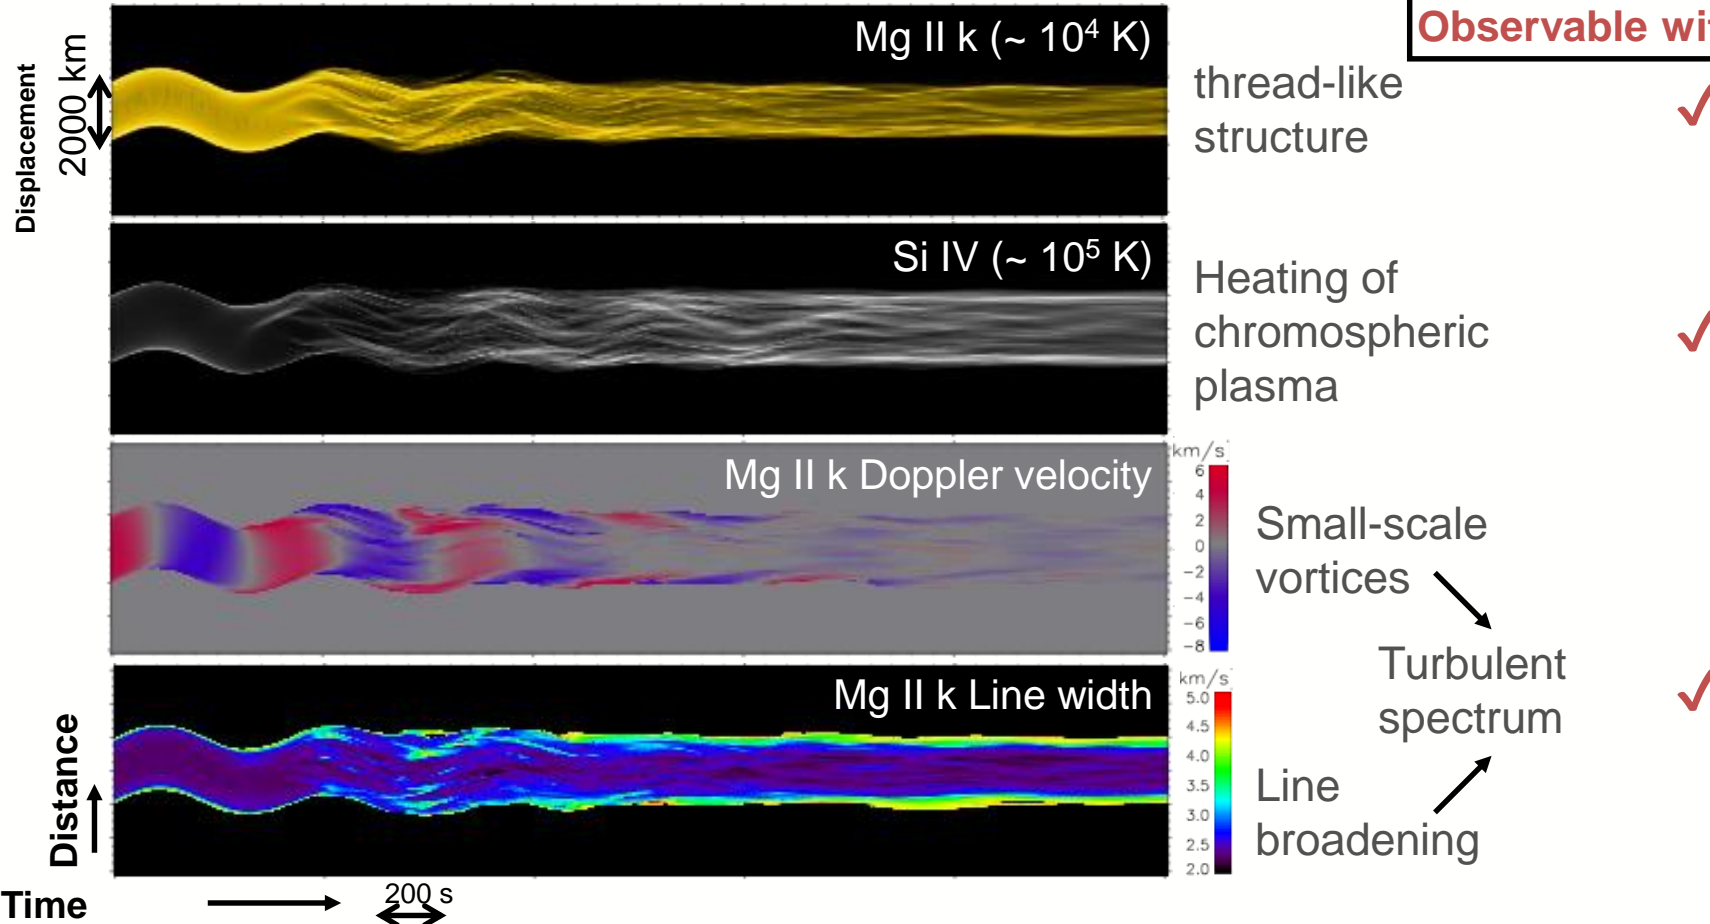 Observable wit
Displacement
2000 km
Mg II k (~ 10⁴ K)
thread-like
structure
Si IV (~ 10⁵ K)
Heating of
chromospheric
plasma
Mg II k Doppler velocity
km/s
6
4
2
0
−2
−4
−6
−8
Small-scale
vortices
Turbulent
spectrum
Distance
Mg II k Line width
km/s
5.0
4.5
4.0
3.5
3.0
2.5
2.0
Line
broadening
Time
200 s